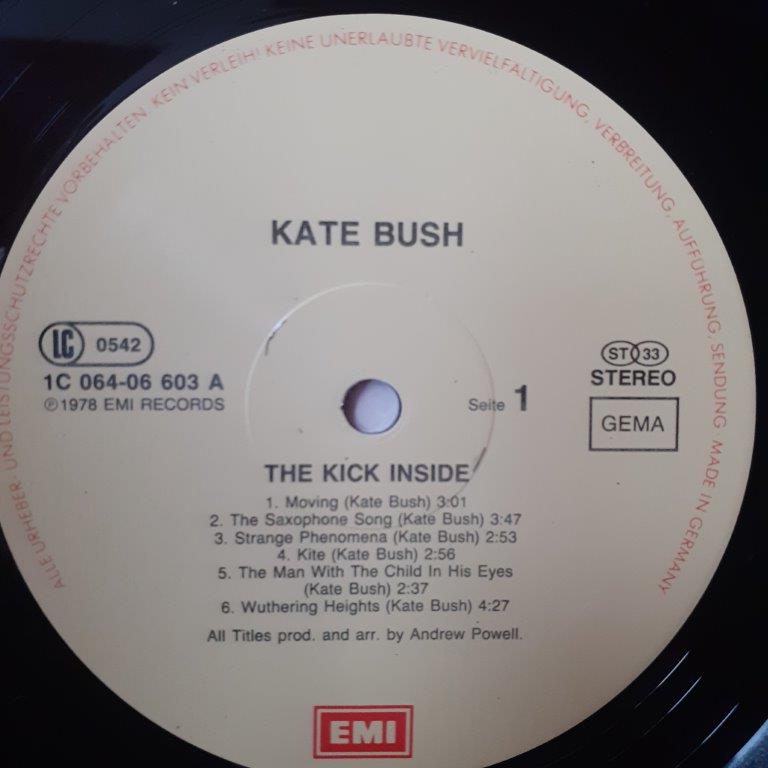 ALLE URHEBER- UND LEISTUNGSSCHUTZRECHTE VORBEHALTEN. KEIN VERLEIH! KEINE UNERLAUBTE VERVIELFÄLTIGUNG, VERBREITUNG, AUFFÜHRUNG, SENDUNG MADE IN GERMANY
KATE BUSH
LC 0542
1C 064-06 603 A
℗1978 EMI RECORDS
ST 33
STEREO
Seite 1
GEMA
THE KICK INSIDE
1. Moving (Kate Bush) 3:01
2. The Saxophone Song (Kate Bush) 3:47
3. Strange Phenomena (Kate Bush) 2:53
4. Kite (Kate Bush) 2:56
5. The Man With The Child In His Eyes
(Kate Bush) 2:37
6. Wuthering Heights (Kate Bush) 4:27
All Titles prod. and arr. by Andrew Powell.
EMI